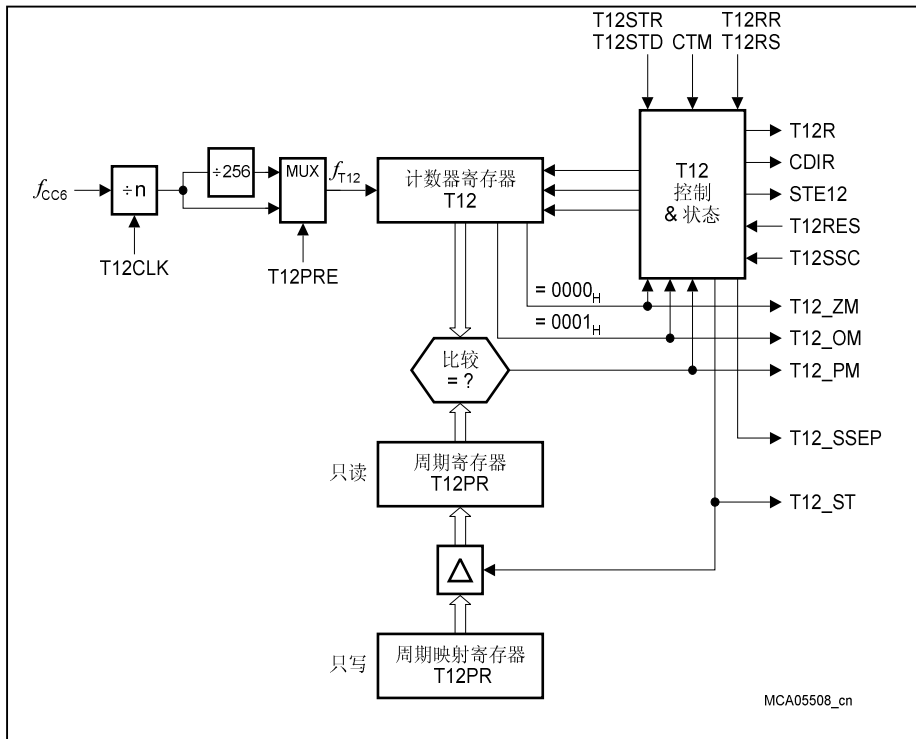 T12STR T12RR
T12STD CTM T12RS
T12R
CDIR
STE12
T12RES
T12SSC
T12
控制
& 状态
fCC6
÷n
÷256
MUX
fT12
计数器寄存器
T12
T12CLK
T12PRE
= 0000H
T12_ZM
= 0001H
T12_OM
比较
= ?
T12_PM
T12_SSEP
只读
周期寄存器
T12PR
T12_ST
只写
周期映射寄存器
T12PR
MCA05508_cn